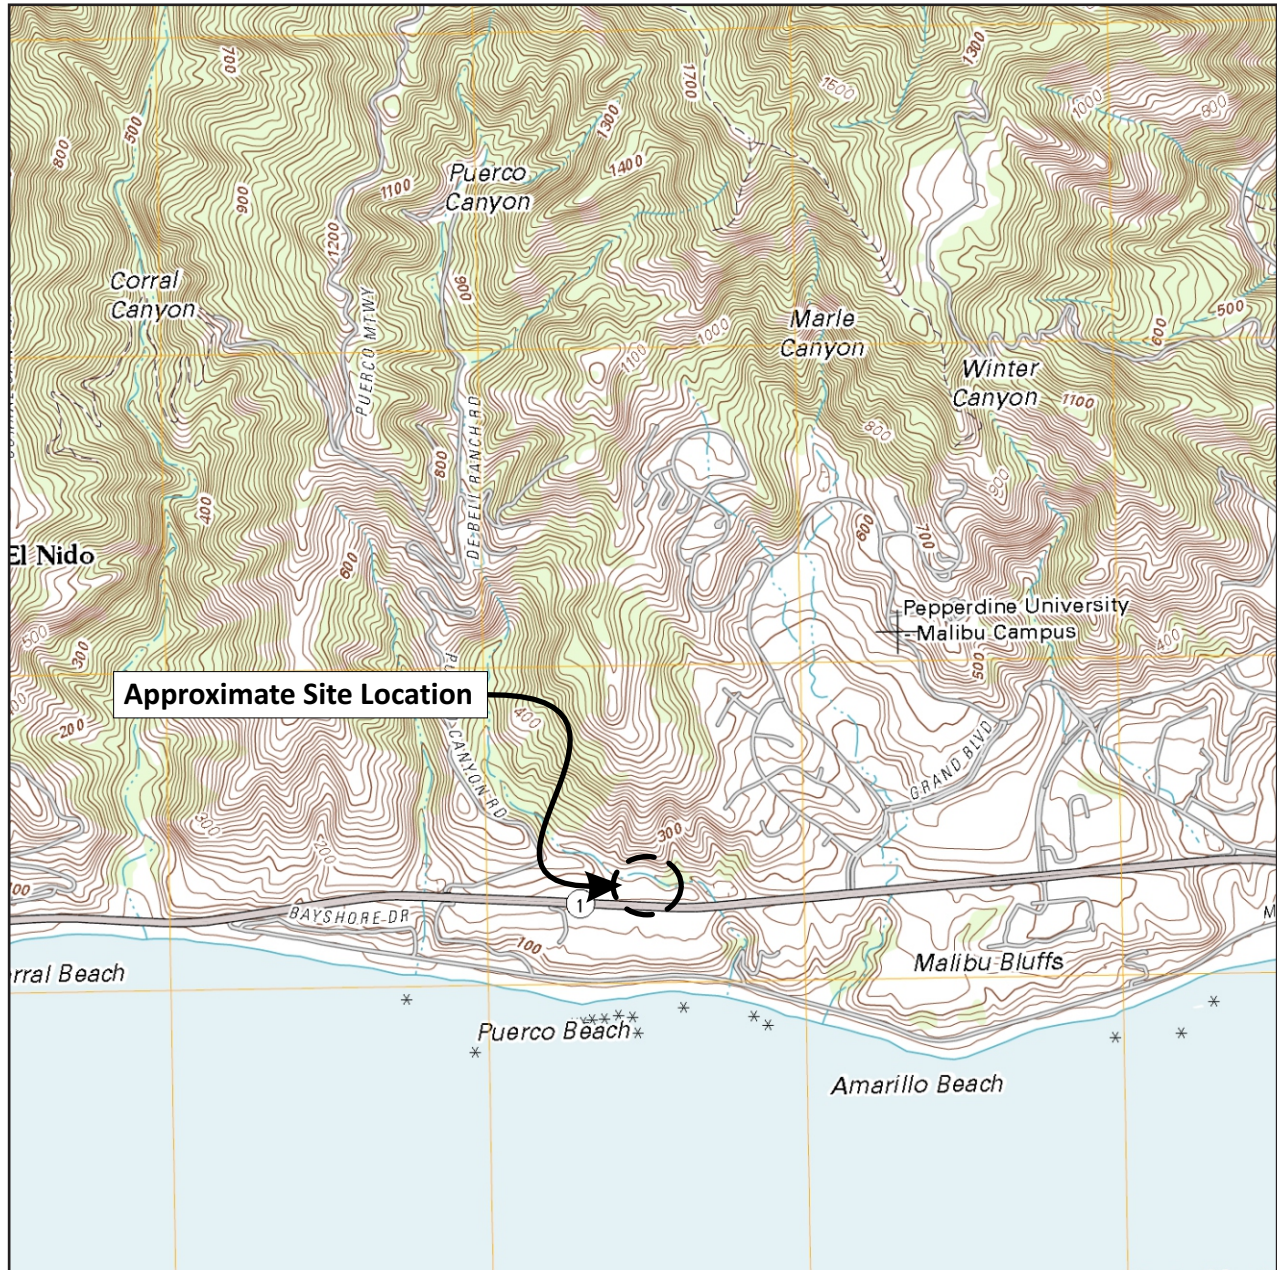 700
1300
1700
1600
1000
800
500
1300
800
Puerco
Canyon
1400
1100
900
1200
Corral
Canyon
900
500
600
Marle
Canyon
1000
1100
PUERCO MTWY
Winter
Canyon
1100
DE BELL RANCH RD
800
800
900
400
600
700
El Nido
600
Pepperdine University
- Malibu Campus
500
300
400
500
Approximate Site Location
400
200
CANYON RD
GRAND BLVD
300
200
300
1
BAYSHORE DR
100
Malibu Bluffs
rral Beach
Puerco Beach
Amarillo Beach